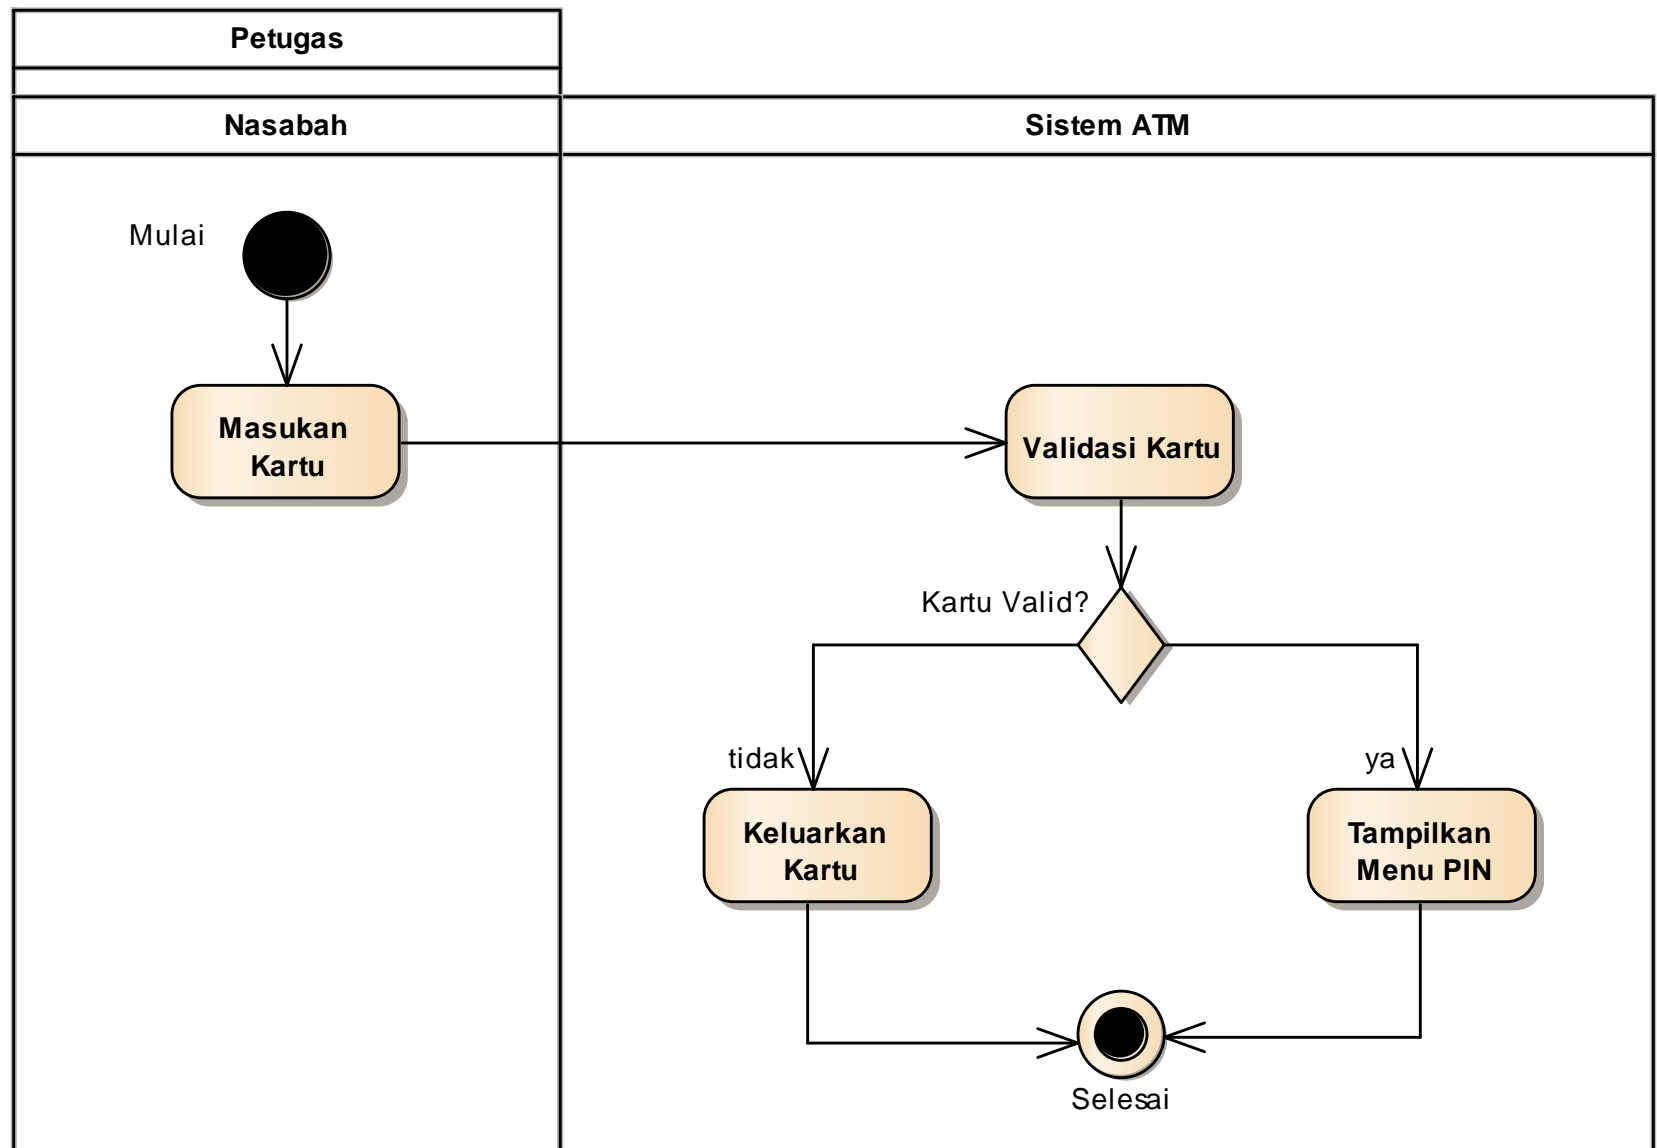 Petugas
Nasabah
Sistem ATM
Mulai
Masukan
Kartu
Validasi Kartu
Kartu Valid?
tidak
ya
Keluarkan
Kartu
Tampilkan
Menu PIN
Selesai